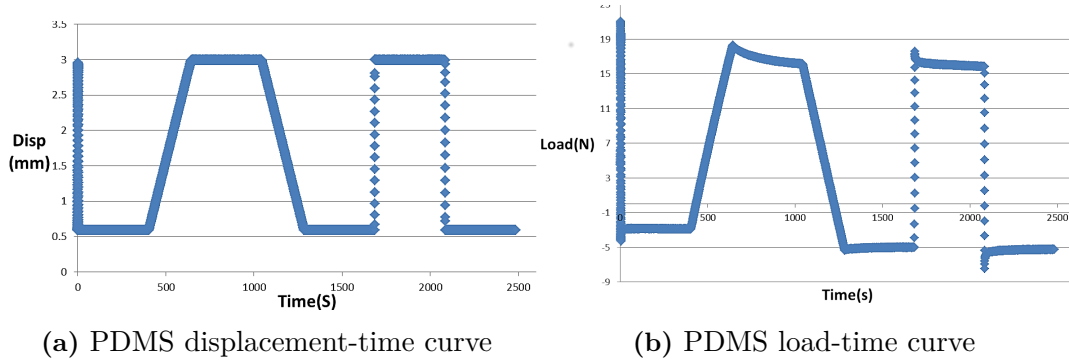 3.5
3
2.5
2
1.5
1
0.5
0
Disp
(mm)
0 500 1000 1500 2000 2500
Time(S)
(a) PDMS displacement-time curve
23
19
15
11
7
3
-1
-5
-9
Load(N)
0 500 1000 1500 2000 2500
Time(s)
(b) PDMS load-time curve